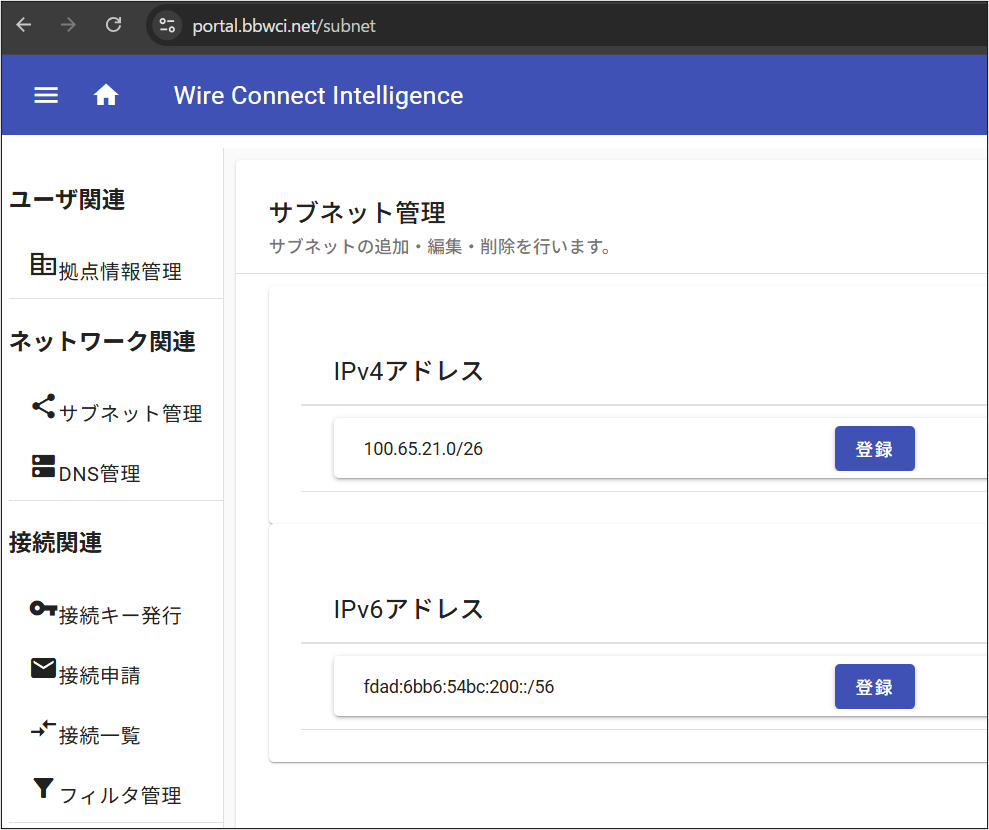 portal.bbwci.net/subnet
Wire Connect Intelligence
ユーザ関連
拠点情報管理
ネットワーク関連
サブネット管理
DNS管理
接続関連
接続キー発行
接続申請
接続一覧
フィルタ管理
サブネット管理
サブネットの追加・編集・削除を行います。
IPv4アドレス
100.65.21.0/26 登録
IPv6アドレス
fdad:6bb6:54bc:200::/56 登録